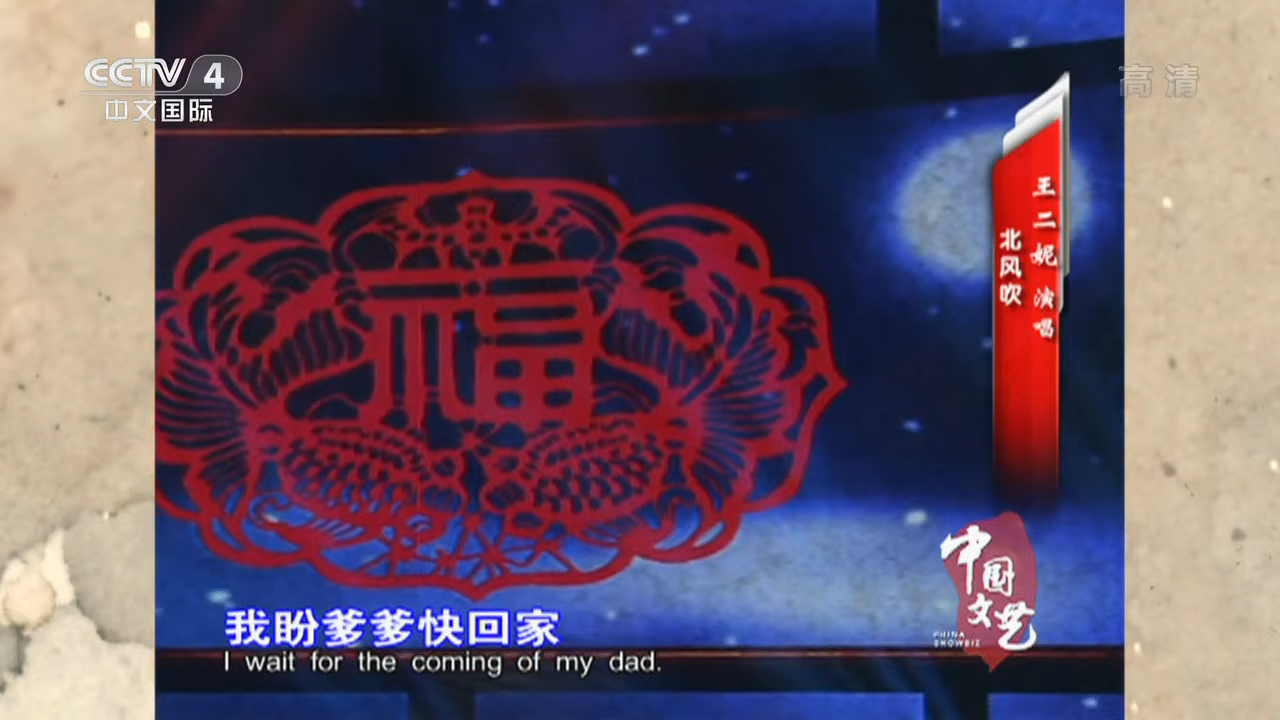 CCTV 4
中文国际
高清
王二妮 演唱
北风吹
福
中国文艺
CHINA
SHOWBIZ
我盼爹爹快回家
I wait for the coming of my dad.